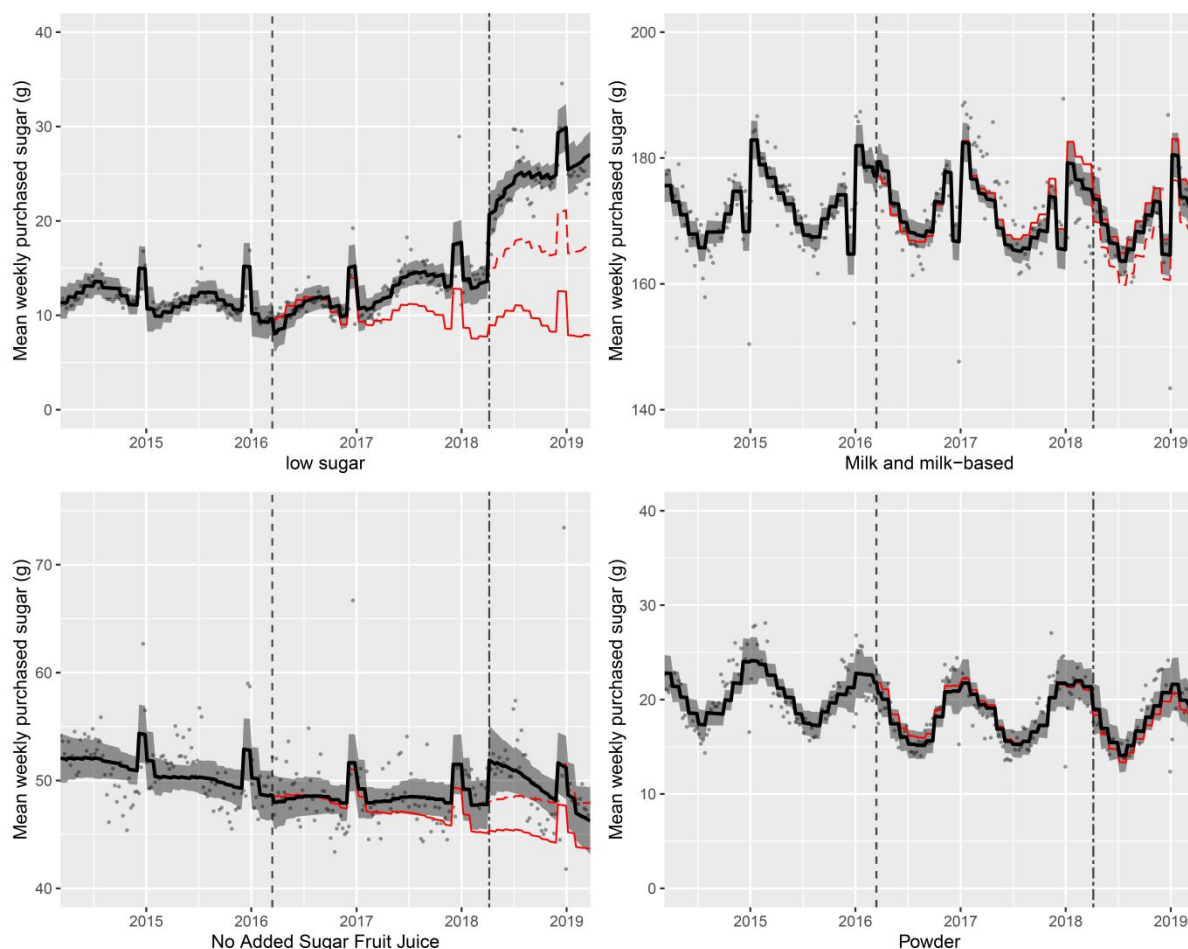 Mean weekly purchased sugar (g)
40
30
20
10
0
2015 2016 2017 2018 2019
low sugar
Mean weekly purchased sugar (g)
200
180
160
140
2015 2016 2017 2018 2019
Milk and milk−based
Mean weekly purchased sugar (g)
70
60
50
40
2015 2016 2017 2018 2019
No Added Sugar Fruit Juice
Mean weekly purchased sugar (g)
40
30
20
10
0
2015 2016 2017 2018 2019
Powder